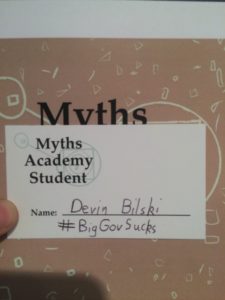 Myths
Myths
Academy
Student
Name: Devin Bilski
#BigGovSucks